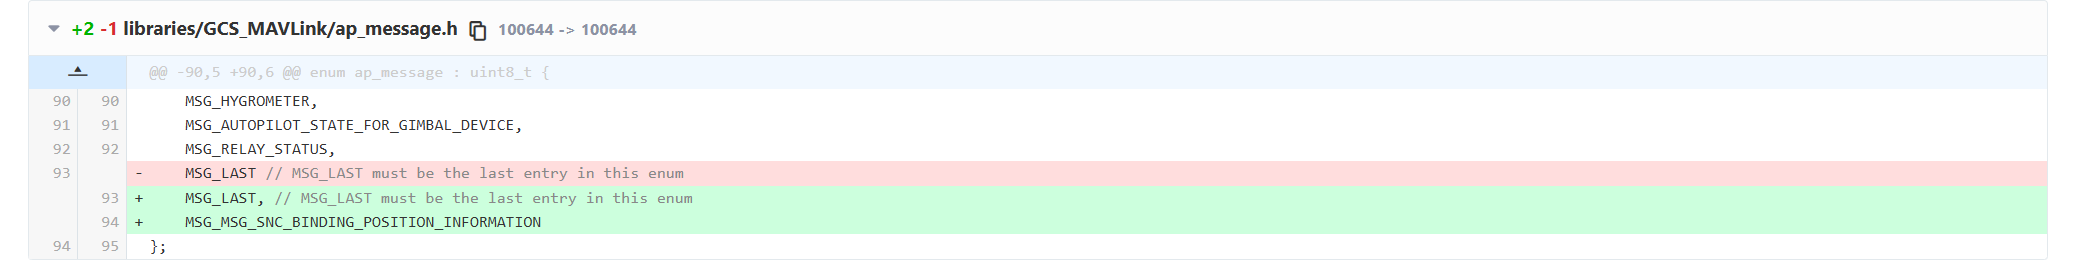 +2 -1 libraries/GCS_MAVLink/ap_message.h 100644 -> 100644
@@ -90,5 +90,6 @@ enum ap_message : uint8_t {
90 90 MSG_HYGROMETER,
91 91 MSG_AUTOPILOT_STATE_FOR_GIMBAL_DEVICE,
92 92 MSG_RELAY_STATUS,
93 - MSG_LAST // MSG_LAST must be the last entry in this enum
93 + MSG_LAST, // MSG_LAST must be the last entry in this enum
94 + MSG_MSG_SNC_BINDING_POSITION_INFORMATION
94 95 };